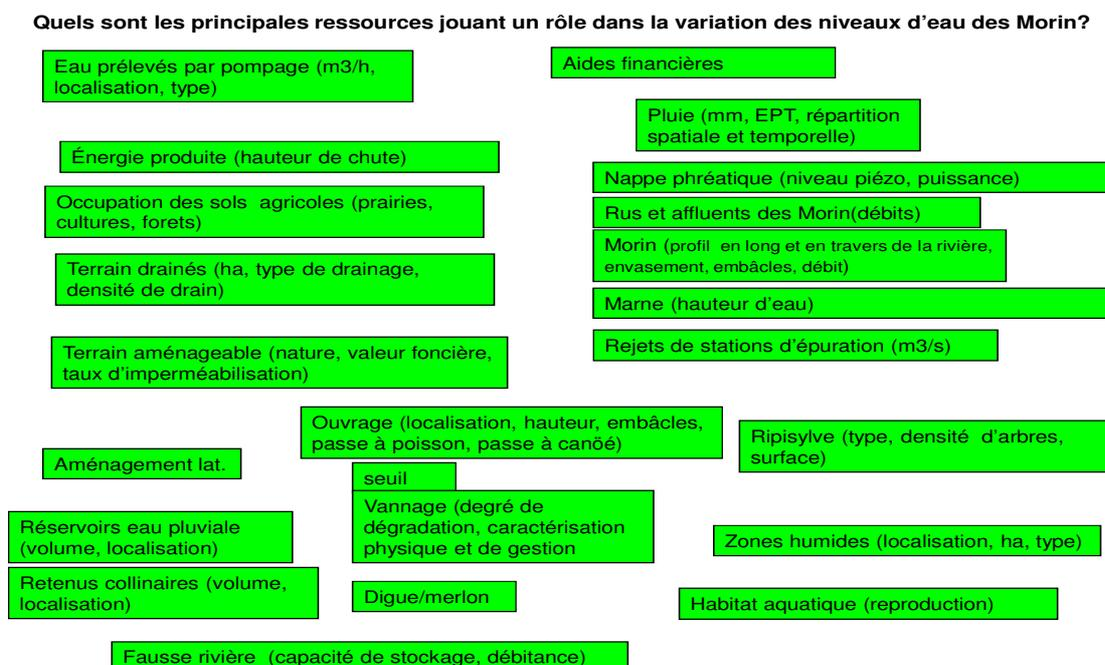 Quels sont les principales ressources jouant un rôle dans la variation des niveaux d'eau des Morin?
Eau prélevés par pompage (m3/h,
localisation, type)
Aides financières
Pluie (mm, EPT, répartition
spatiale et temporelle)
Énergie produite (hauteur de chute)
Nappe phréatique (niveau piézo, puissance)
Occupation des sols agricoles (prairies,
cultures, forets)
Rus et affluents des Morin(débits)
Morin (profil en long et en travers de la rivière,
envasement, embâcles, débit)
Terrain drainés (ha, type de drainage,
densité de drain)
Marne (hauteur d'eau)
Rejets de stations d'épuration (m3/s)
Terrain aménageable (nature, valeur foncière,
taux d'imperméabilisation)
Ouvrage (localisation, hauteur, embâcles,
passe à poisson, passe à canöé)
Ripisylve (type, densité d'arbres,
surface)
Aménagement lat.
seuil
Vannage (degré de
dégradation, caractérisation
physique et de gestion
Réservoirs eau pluviale
(volume, localisation)
Zones humides (localisation, ha, type)
Retenus collinaires (volume,
localisation)
Digue/merlon
Habitat aquatique (reproduction)
Fausse rivière (capacité de stockage, débitance)